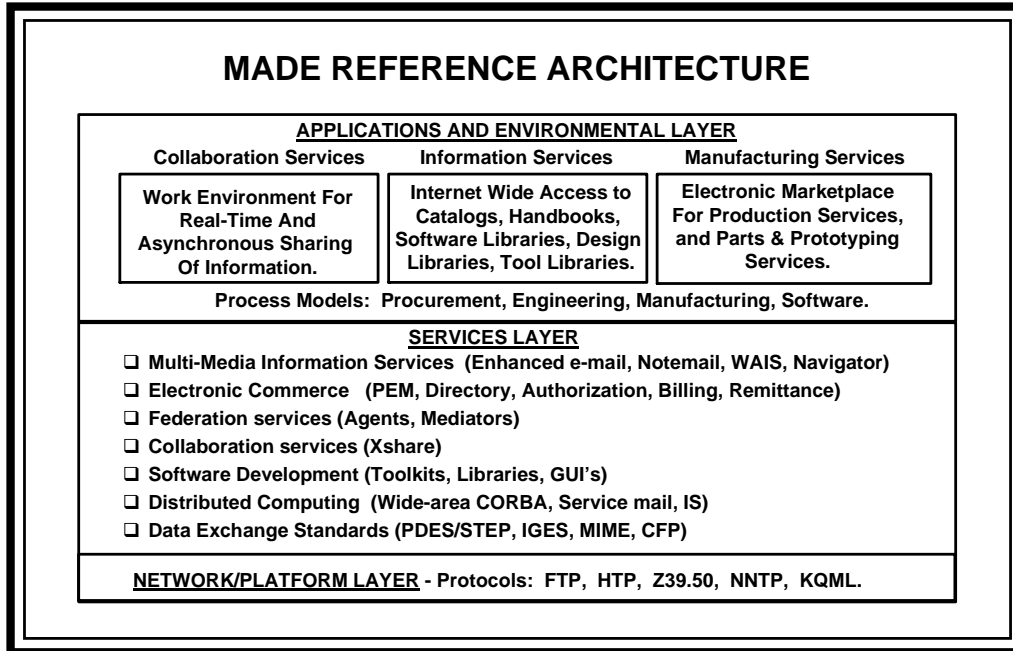 MADE REFERENCE ARCHITECTURE
APPLICATIONS AND ENVIRONMENTAL LAYER
Collaboration Services
Work Environment For
Real-Time And
Asynchronous Sharing
Of Information.
Information Services
Internet Wide Access to
Catalogs, Handbooks,
Software Libraries, Design
Libraries, Tool Libraries.
Manufacturing Services
Electronic Marketplace
For Production Services,
and Parts & Prototyping
Services.
Process Models: Procurement, Engineering, Manufacturing, Software.
SERVICES LAYER
❑ Multi-Media Information Services (Enhanced e-mail, Notemail, WAIS, Navigator)
❑ Electronic Commerce (PEM, Directory, Authorization, Billing, Remittance)
❑ Federation services (Agents, Mediators)
❑ Collaboration services (Xshare)
❑ Software Development (Toolkits, Libraries, GUI's)
❑ Distributed Computing (Wide-area CORBA, Service mail, IS)
❑ Data Exchange Standards (PDES/STEP, IGES, MIME, CFP)
NETWORK/PLATFORM LAYER - Protocols: FTP, HTP, Z39.50, NNTP, KQML.